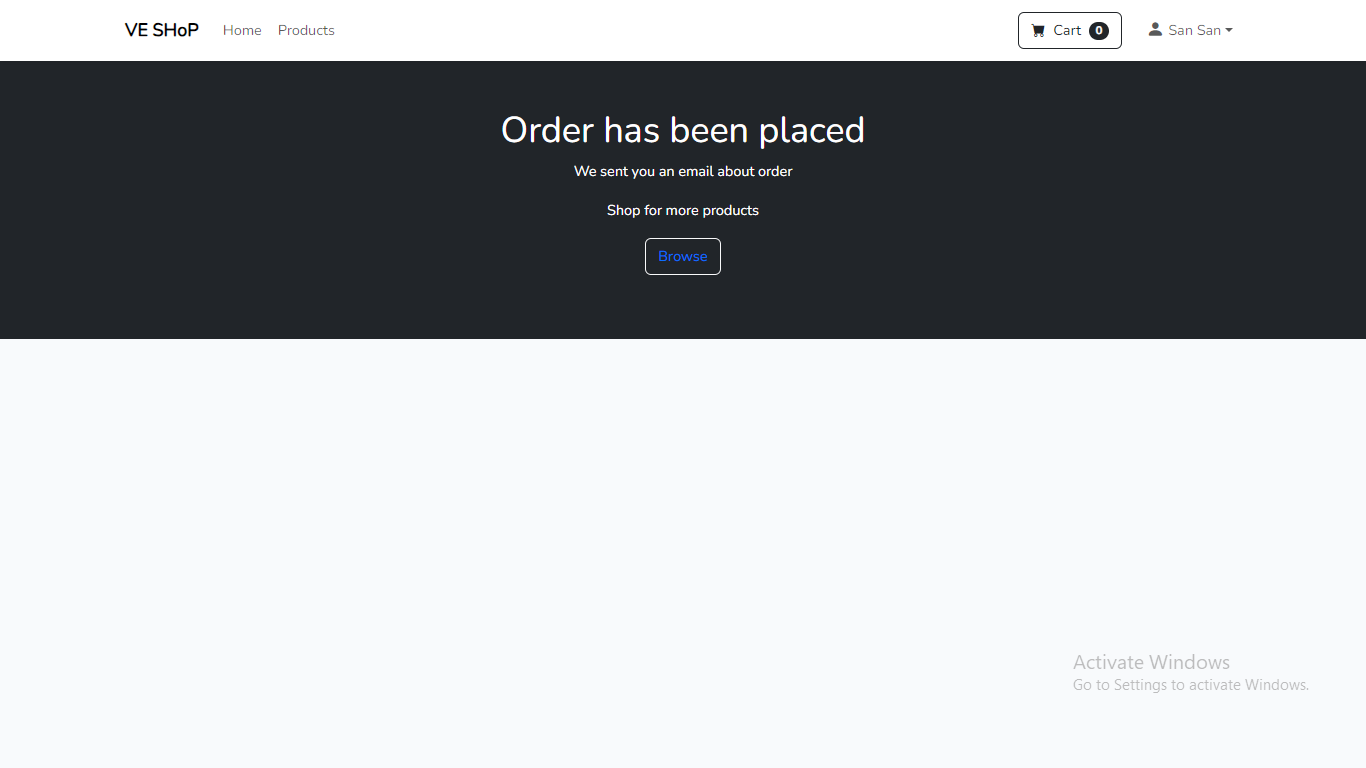 VE SHoP Home Products Cart 0 San San
Order has been placed
We sent you an email about order
Shop for more products
Browse
Activate Windows
Go to Settings to activate Windows.